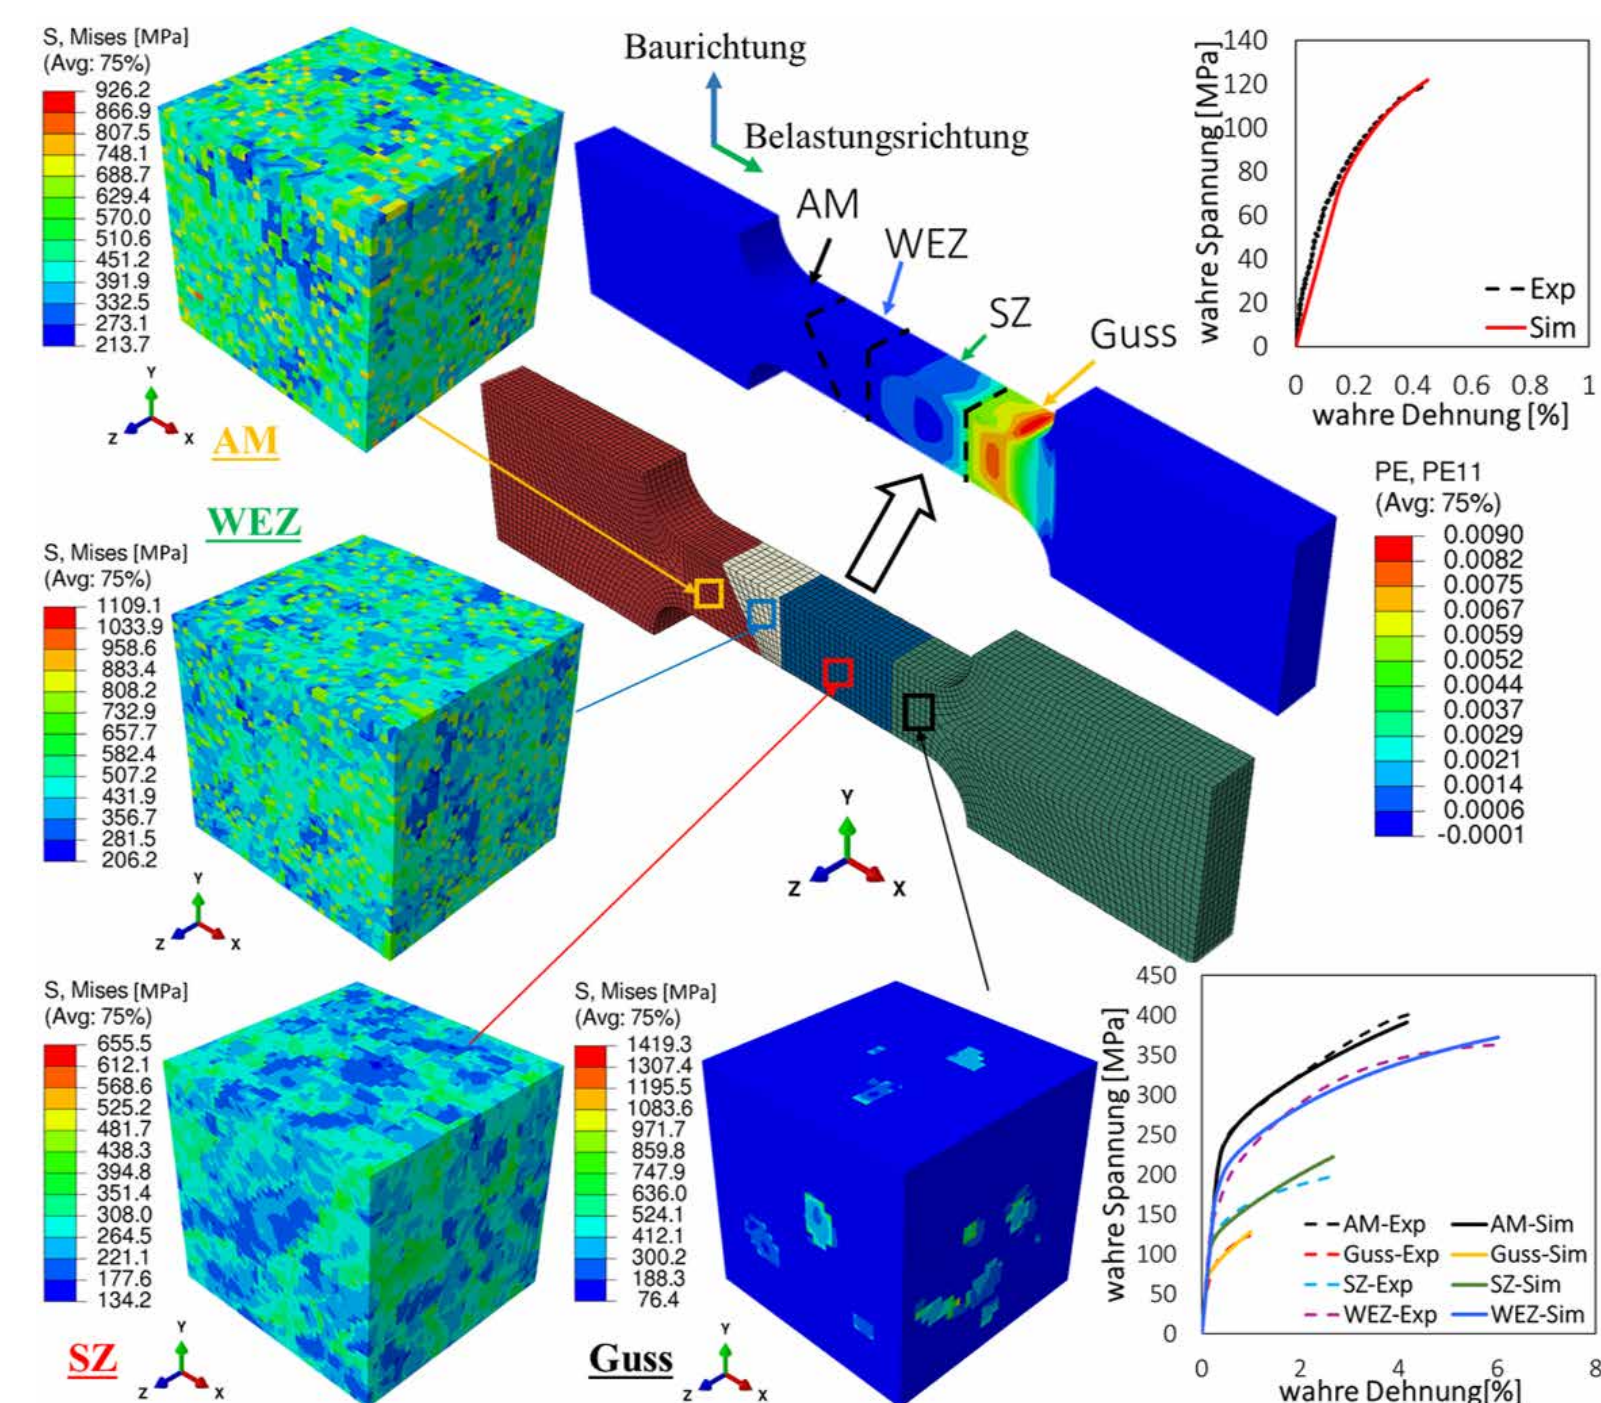 S, Mises [MPa]
(Avg: 75%)
926.2
866.9
807.5
748.1
688.7
629.4
570.0
510.6
451.2
391.9
332.5
273.1
213.7
Y
Z
X
AM
Baurichtung
Belastungsrichtung
AM
WEZ
SZ
Guss
wahre Spannung [MPa]
140
120
100
80
60
40
20
0
Exp
Sim
0 0.2 0.4 0.6 0.8 1
wahre Dehnung [%]
WEZ
S, Mises [MPa]
(Avg: 75%)
1109.1
1033.9
958.6
883.4
808.2
732.9
657.7
582.4
507.2
431.9
356.7
281.5
206.2
Y
Z
X
Y
Z
X
PE, PE11
(Avg: 75%)
0.0090
0.0082
0.0075
0.0067
0.0059
0.0052
0.0044
0.0037
0.0029
0.0021
0.0014
0.0006
-0.0001
S, Mises [MPa]
(Avg: 75%)
655.5
612.1
568.6
525.2
481.7
438.3
394.8
351.4
308.0
264.5
221.1
177.6
134.2
SZ
Y
Z
X
S, Mises [MPa]
(Avg: 75%)
1419.3
1307.4
1195.5
1083.6
971.7
859.8
747.9
636.0
524.1
412.1
300.2
188.3
76.4
Guss
Y
Z
X
wahre Spannung [MPa]
450
400
350
300
250
200
150
100
50
0
AM-Exp AM-Sim
Guss-Exp Guss-Sim
SZ-Exp SZ-Sim
WEZ-Exp WEZ-Sim
0 2 4 6 8
wahre Dehnung[%]